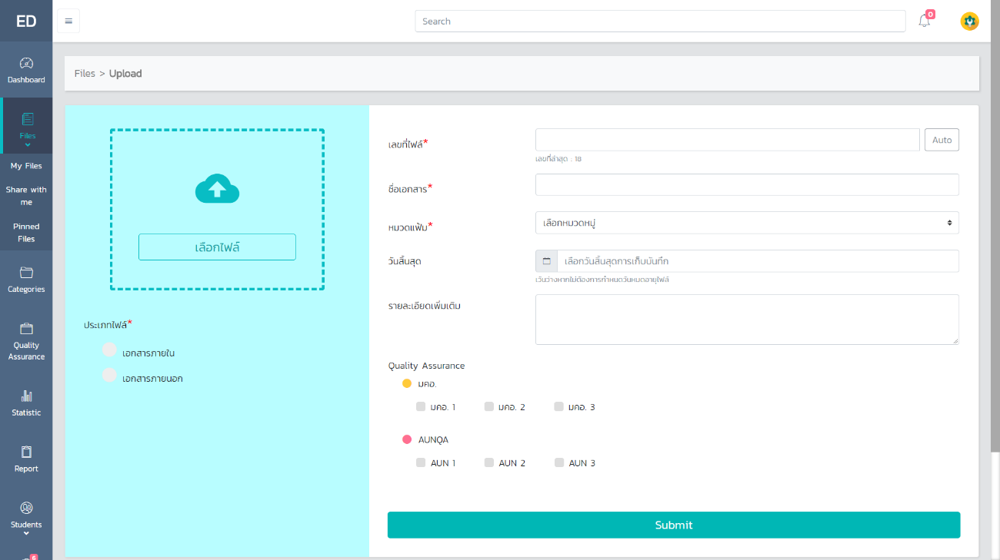 ED
Search
0
Dashboard
Files
My Files
Share with
me
Pinned
Files
Categories
Quality
Assurance
Statistic
Report
Students
6
Files > Upload
เลือกไฟล์
ประเภทไฟล์*
เอกสารภายใน
เอกสารภายนอก
เลขที่ไฟล์*
Auto
เลขที่ล่าสุด : 18
ชื่อเอกสาร*
หมวดแฟ้ม*
เลือกหมวดหมู่
วันสิ้นสุด
เลือกวันสิ้นสุดการเก็บบันทึก
เว้นว่างหากไม่ต้องการกำหนดวันหมดอายุไฟล์
รายละเอียดเพิ่มเติม
Quality Assurance
มคอ.
มคอ. 1 มคอ. 2 มคอ. 3
AUNQA
AUN 1 AUN 2 AUN 3
Submit